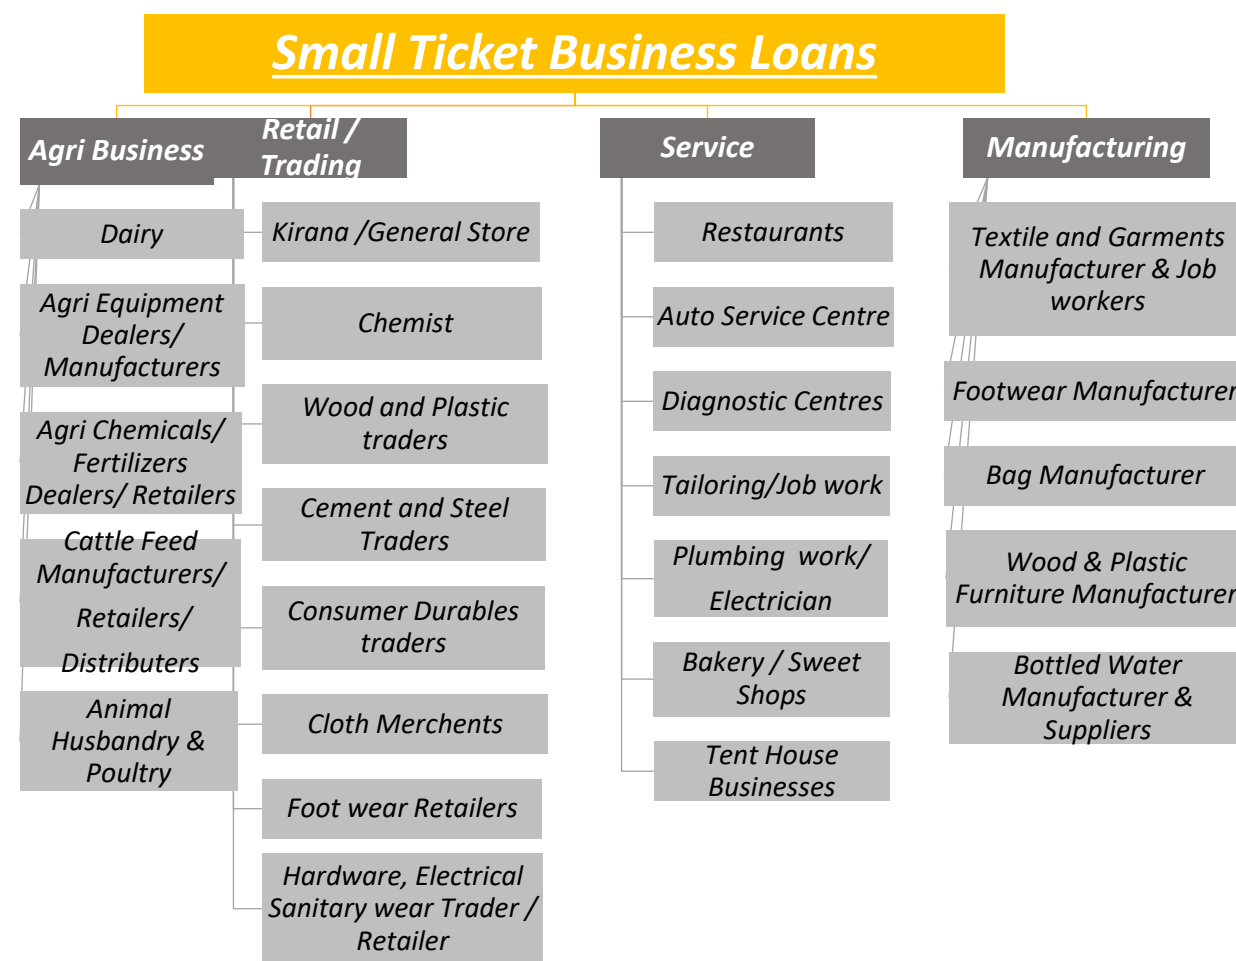 Small Ticket Business Loans
Agri Business
Dairy
Agri Equipment
Dealers/
Manufacturers
Agri Chemicals/
Fertilizers
Dealers/ Retailers
Cattle Feed
Manufacturers/
Retailers/
Distributers
Animal
Husbandry &
Poultry
Retail /
Trading
Kirana /General Store
Chemist
Wood and Plastic
traders
Cement and Steel
Traders
Consumer Durables
traders
Cloth Merchents
Foot wear Retailers
Hardware, Electrical
Sanitary wear Trader /
Retailer
Service
Restaurants
Auto Service Centre
Diagnostic Centres
Tailoring/Job work
Plumbing  work/
Electrician
Bakery / Sweet
Shops
Tent House
Businesses
Manufacturing
Textile and Garments
Manufacturer & Job
workers
Footwear Manufacturer
Bag Manufacturer
Wood & Plastic
Furniture Manufacturer
Bottled Water
Manufacturer &
Suppliers